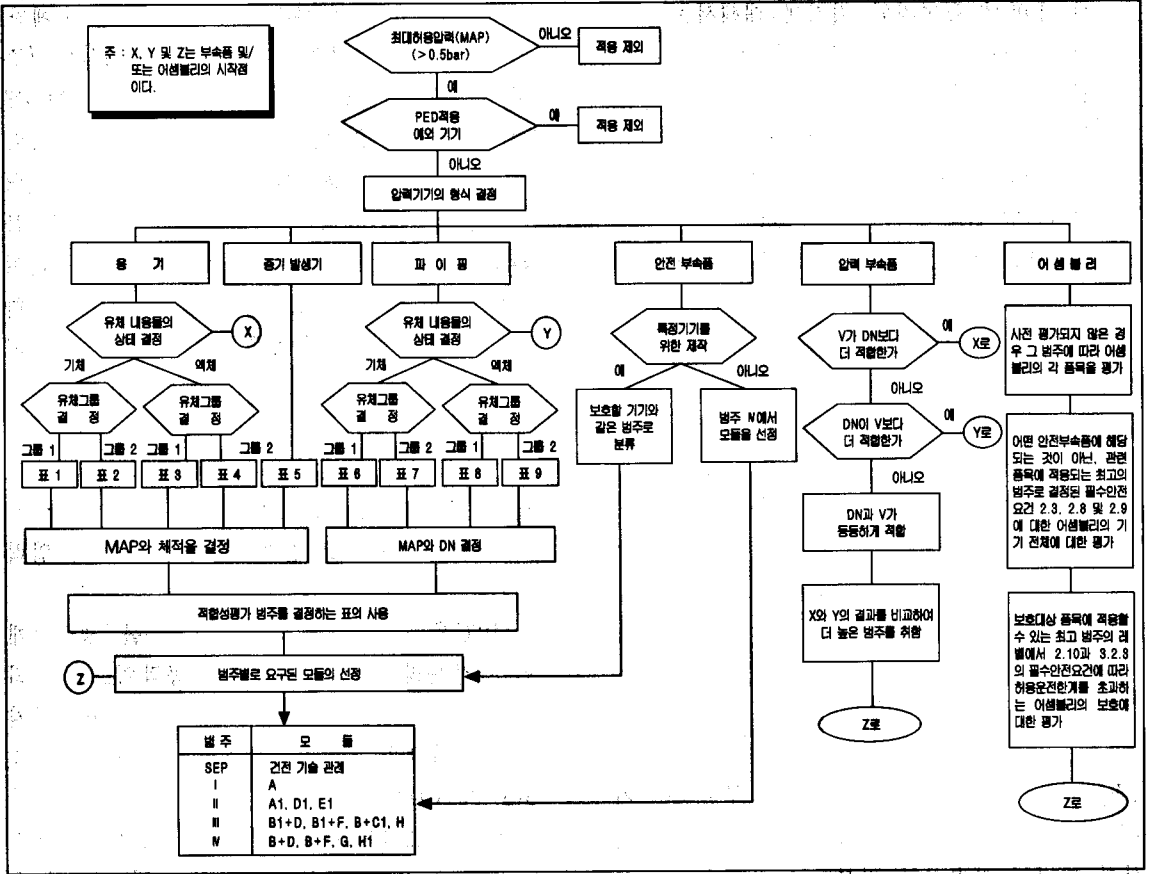 주 : X, Y 및 Z는 부속품 및/
또는 어셈블리의 시작점
이다.
최대허용압력(MAP)
(>0.5bar)
아니오
적용 제외
예
PED적용
예외 기기
예
적용 제외
아니오
압력기기의 형식 결정
용 기
증기 발생기
파 이 핑
안전 부속품
압력 부속품
어 셈 블 리
유체 내용물의
상태 결정
X
기체
액체
유체그룹
결 정
유체그룹
결 정
그룹 1
그룹 2
그룹 1
그룹 2
표 1
표 2
표 3
표 4
표 5
유체 내용물의
상태 결정
Y
기체
액체
유체그룹
결 정
유체그룹
결 정
그룹 1
그룹 2
그룹 1
그룹 2
표 6
표 7
표 8
표 9
MAP와 체적을 결정
MAP와 DN 결정
적합성평가 범주를 결정하는 표의 사용
Z
범주별로 요구된 모듈의 선정
특정기기를
위한 제작
예
아니오
보호할 기기와
같은 범주로
분류
범주 Ⅳ에서
모듈을 선정
V가 DN보다
더 적합한가
예
X로
아니오
DN이 V보다
더 적합한가
예
Y로
아니오
DN과 V가
동등하게 적합
X와 Y의 결과를 비교하여
더 높은 범주를 취함
Z로
사전 평가되지 않은 경
우 그 범주에 따라 어셈
블리의 각 품목을 평가
어떤 안전부속품에 해당
되는 것이 아닌, 관련
품목에 적용되는 최고의
범주로 결정된 필수안전
요건 2.3, 2.8 및 2.9
에 대한 어셈블리의 기
기 전체에 대한 평가
보호대상 품목에 적용할
수 있는 최고 범주의 레
벨에서 2.10과 3.2.3
의 필수안전요건에 따라
허용운전한계를 초과하
는 어셈블리의 보호에
대한 평가
Z로
범 주 모 듈
SEP 건전 기술 관례
Ⅰ A
Ⅱ A1, D1, E1
Ⅲ B1+D, B1+F, B+C1, H
Ⅳ B+D, B+F, G, H1